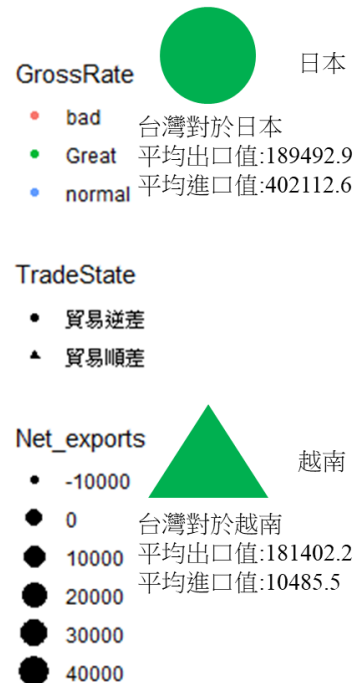 日本
GrossRate
bad
Great
normal
台灣對於日本
平均出口值:189492.9
平均進口值:402112.6
TradeState
貿易逆差
貿易順差
Net_exports
-10000
0
10000
20000
30000
40000
越南
台灣對於越南
平均出口值:181402.2
平均進口值:10485.5